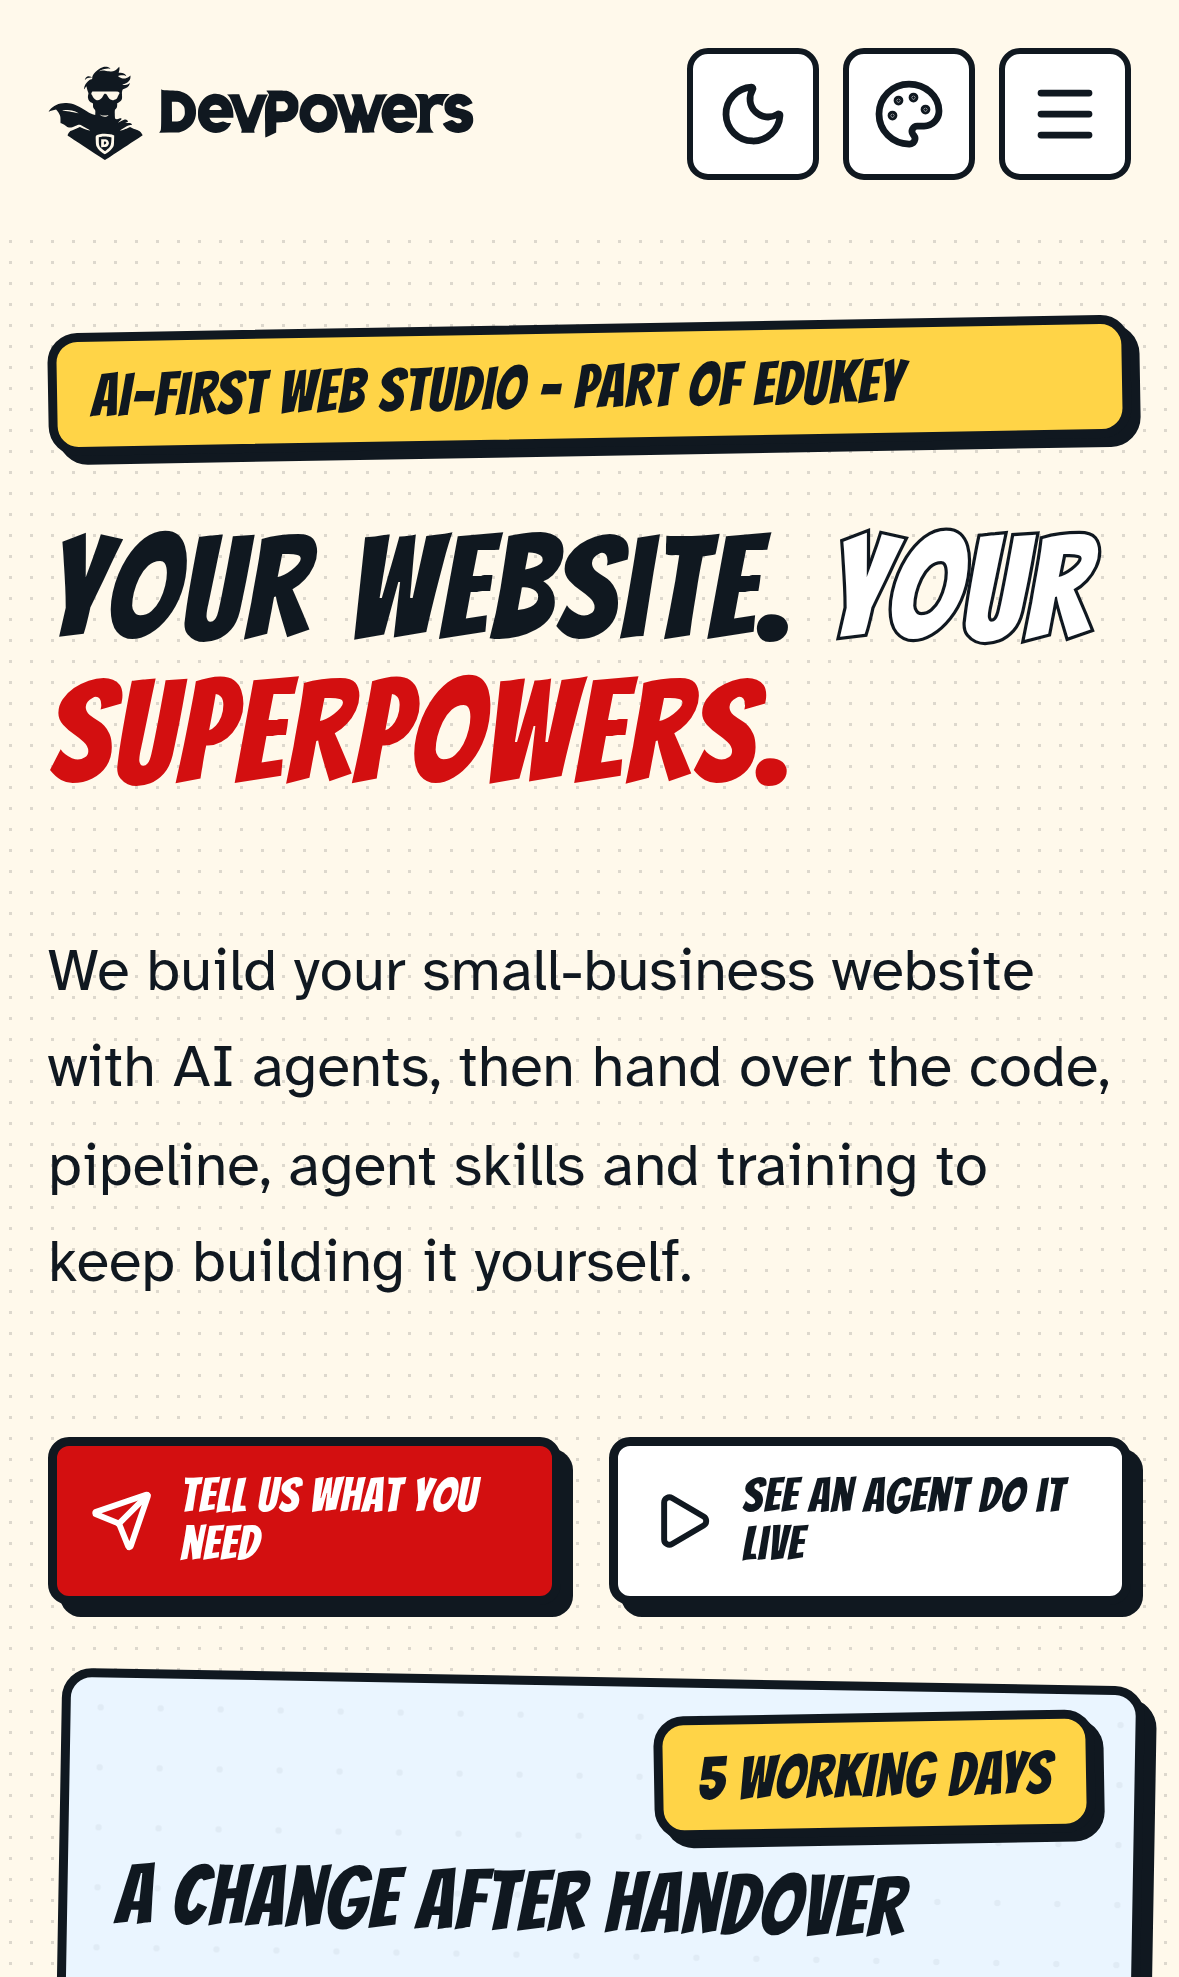 DevPowers
AI-FIRST WEB STUDIO - PART OF EDUKEY
YOUR WEBSITE. YOUR
SUPERPOWERS.
We build your small-business website
with AI agents, then hand over the code,
pipeline, agent skills and training to
keep building it yourself.
TELL US WHAT YOU
NEED
SEE AN AGENT DO IT
LIVE
5 WORKING DAYS
A CHANGE AFTER HANDOVER